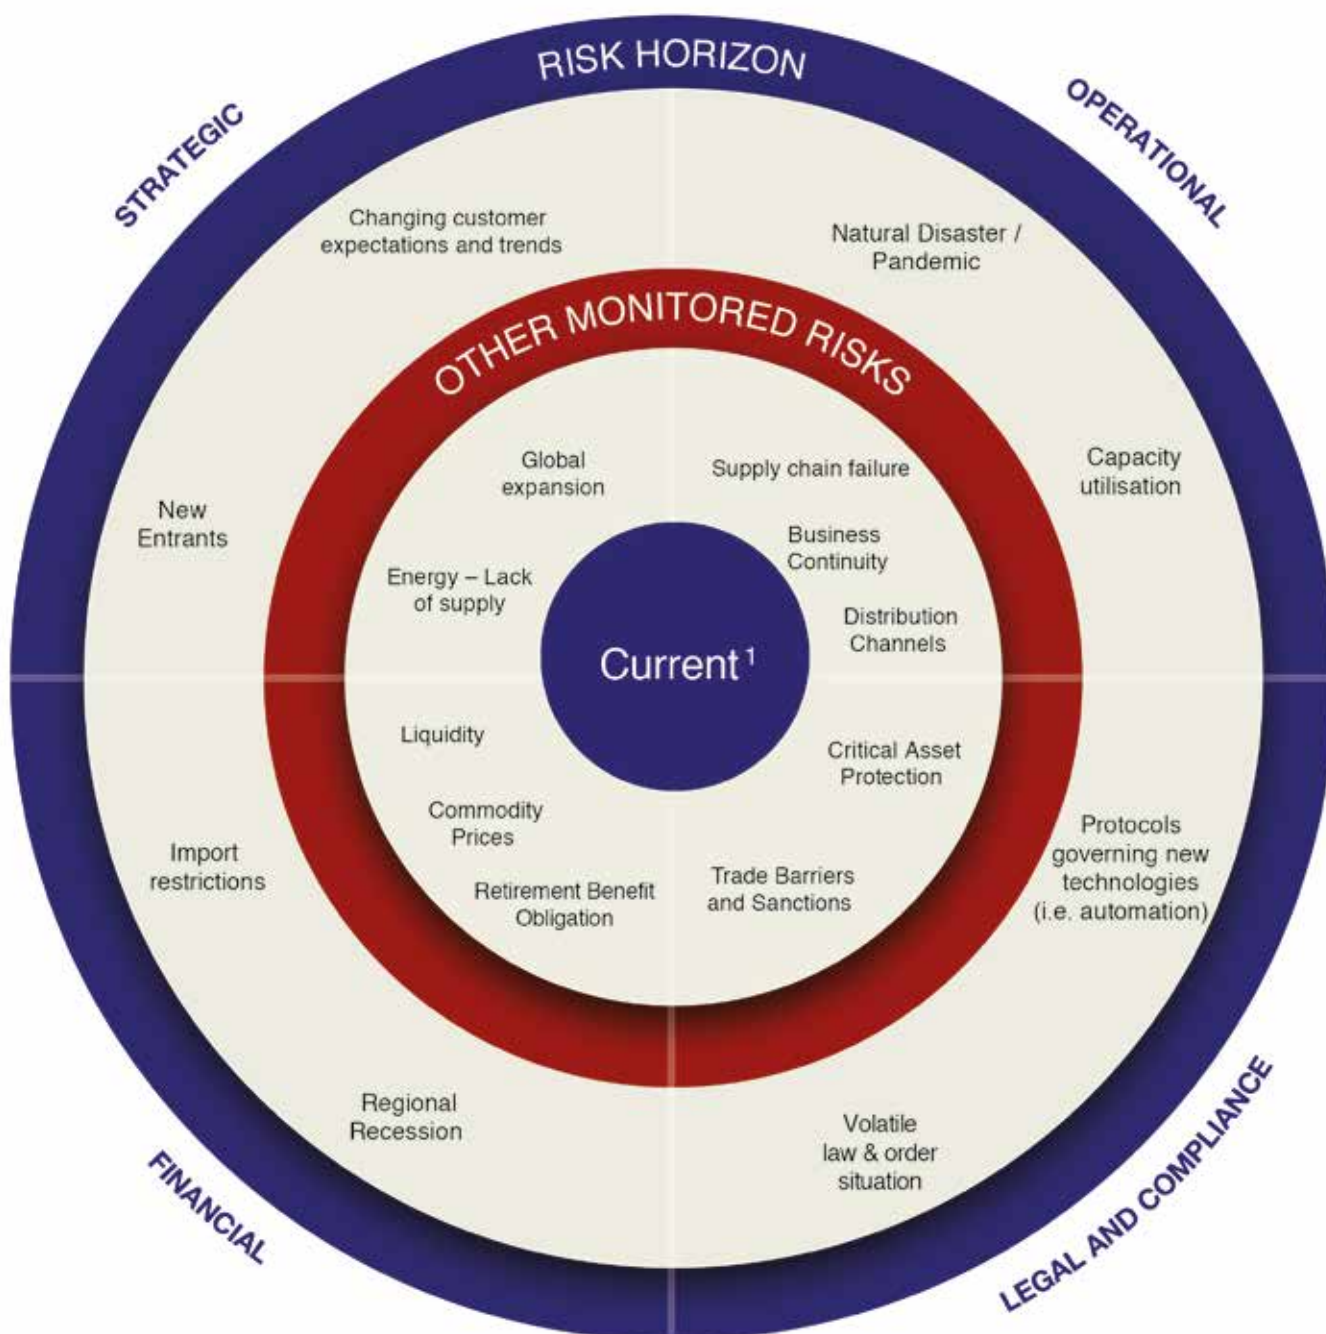 RISK HORIZON
STRATEGIC
OPERATIONAL
Changing customer
expectations and trends
Natural Disaster /
Pandemic
OTHER MONITORED RISKS
Global
expansion
Supply chain failure
Capacity
utilisation
New
Entrants
Business
Continuity
Energy – Lack
of supply
Distribution
Channels
Current 1
Liquidity
Critical Asset
Protection
Commodity
Prices
Import
restrictions
Protocols
governing new
technologies
(i.e. automation)
Retirement Benefit
Obligation
Trade Barriers
and Sanctions
Regional
Recession
Volatile
law & order
situation
FINANCIAL
LEGAL AND COMPLIANCE